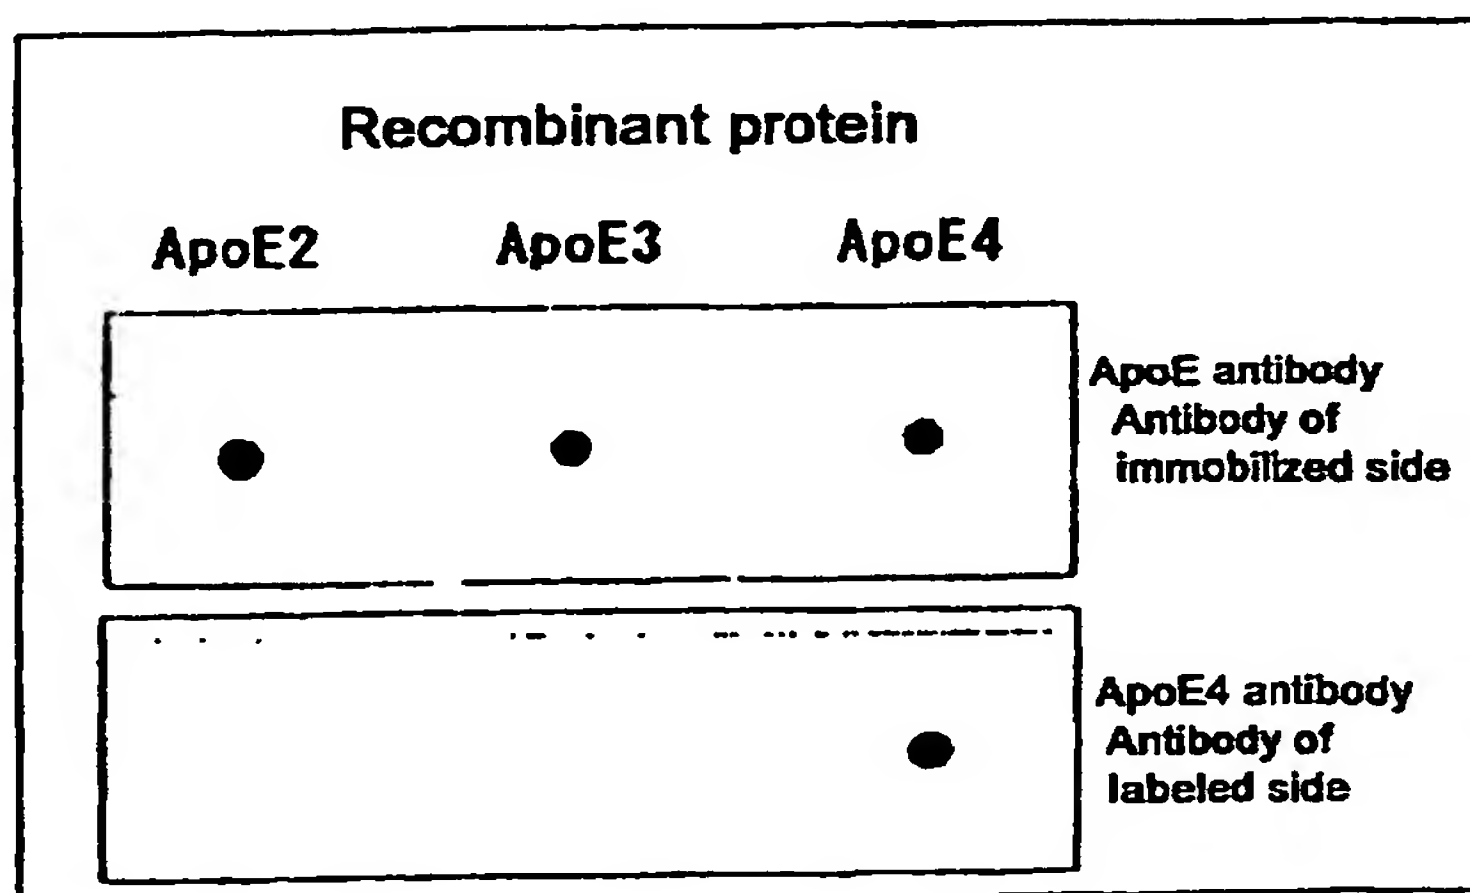 Recombinant protein
ApoE2 ApoE3 ApoE4
ApoE antibody
Antibody of
immobilized side
ApoE4 antibody
Antibody of
labeled side